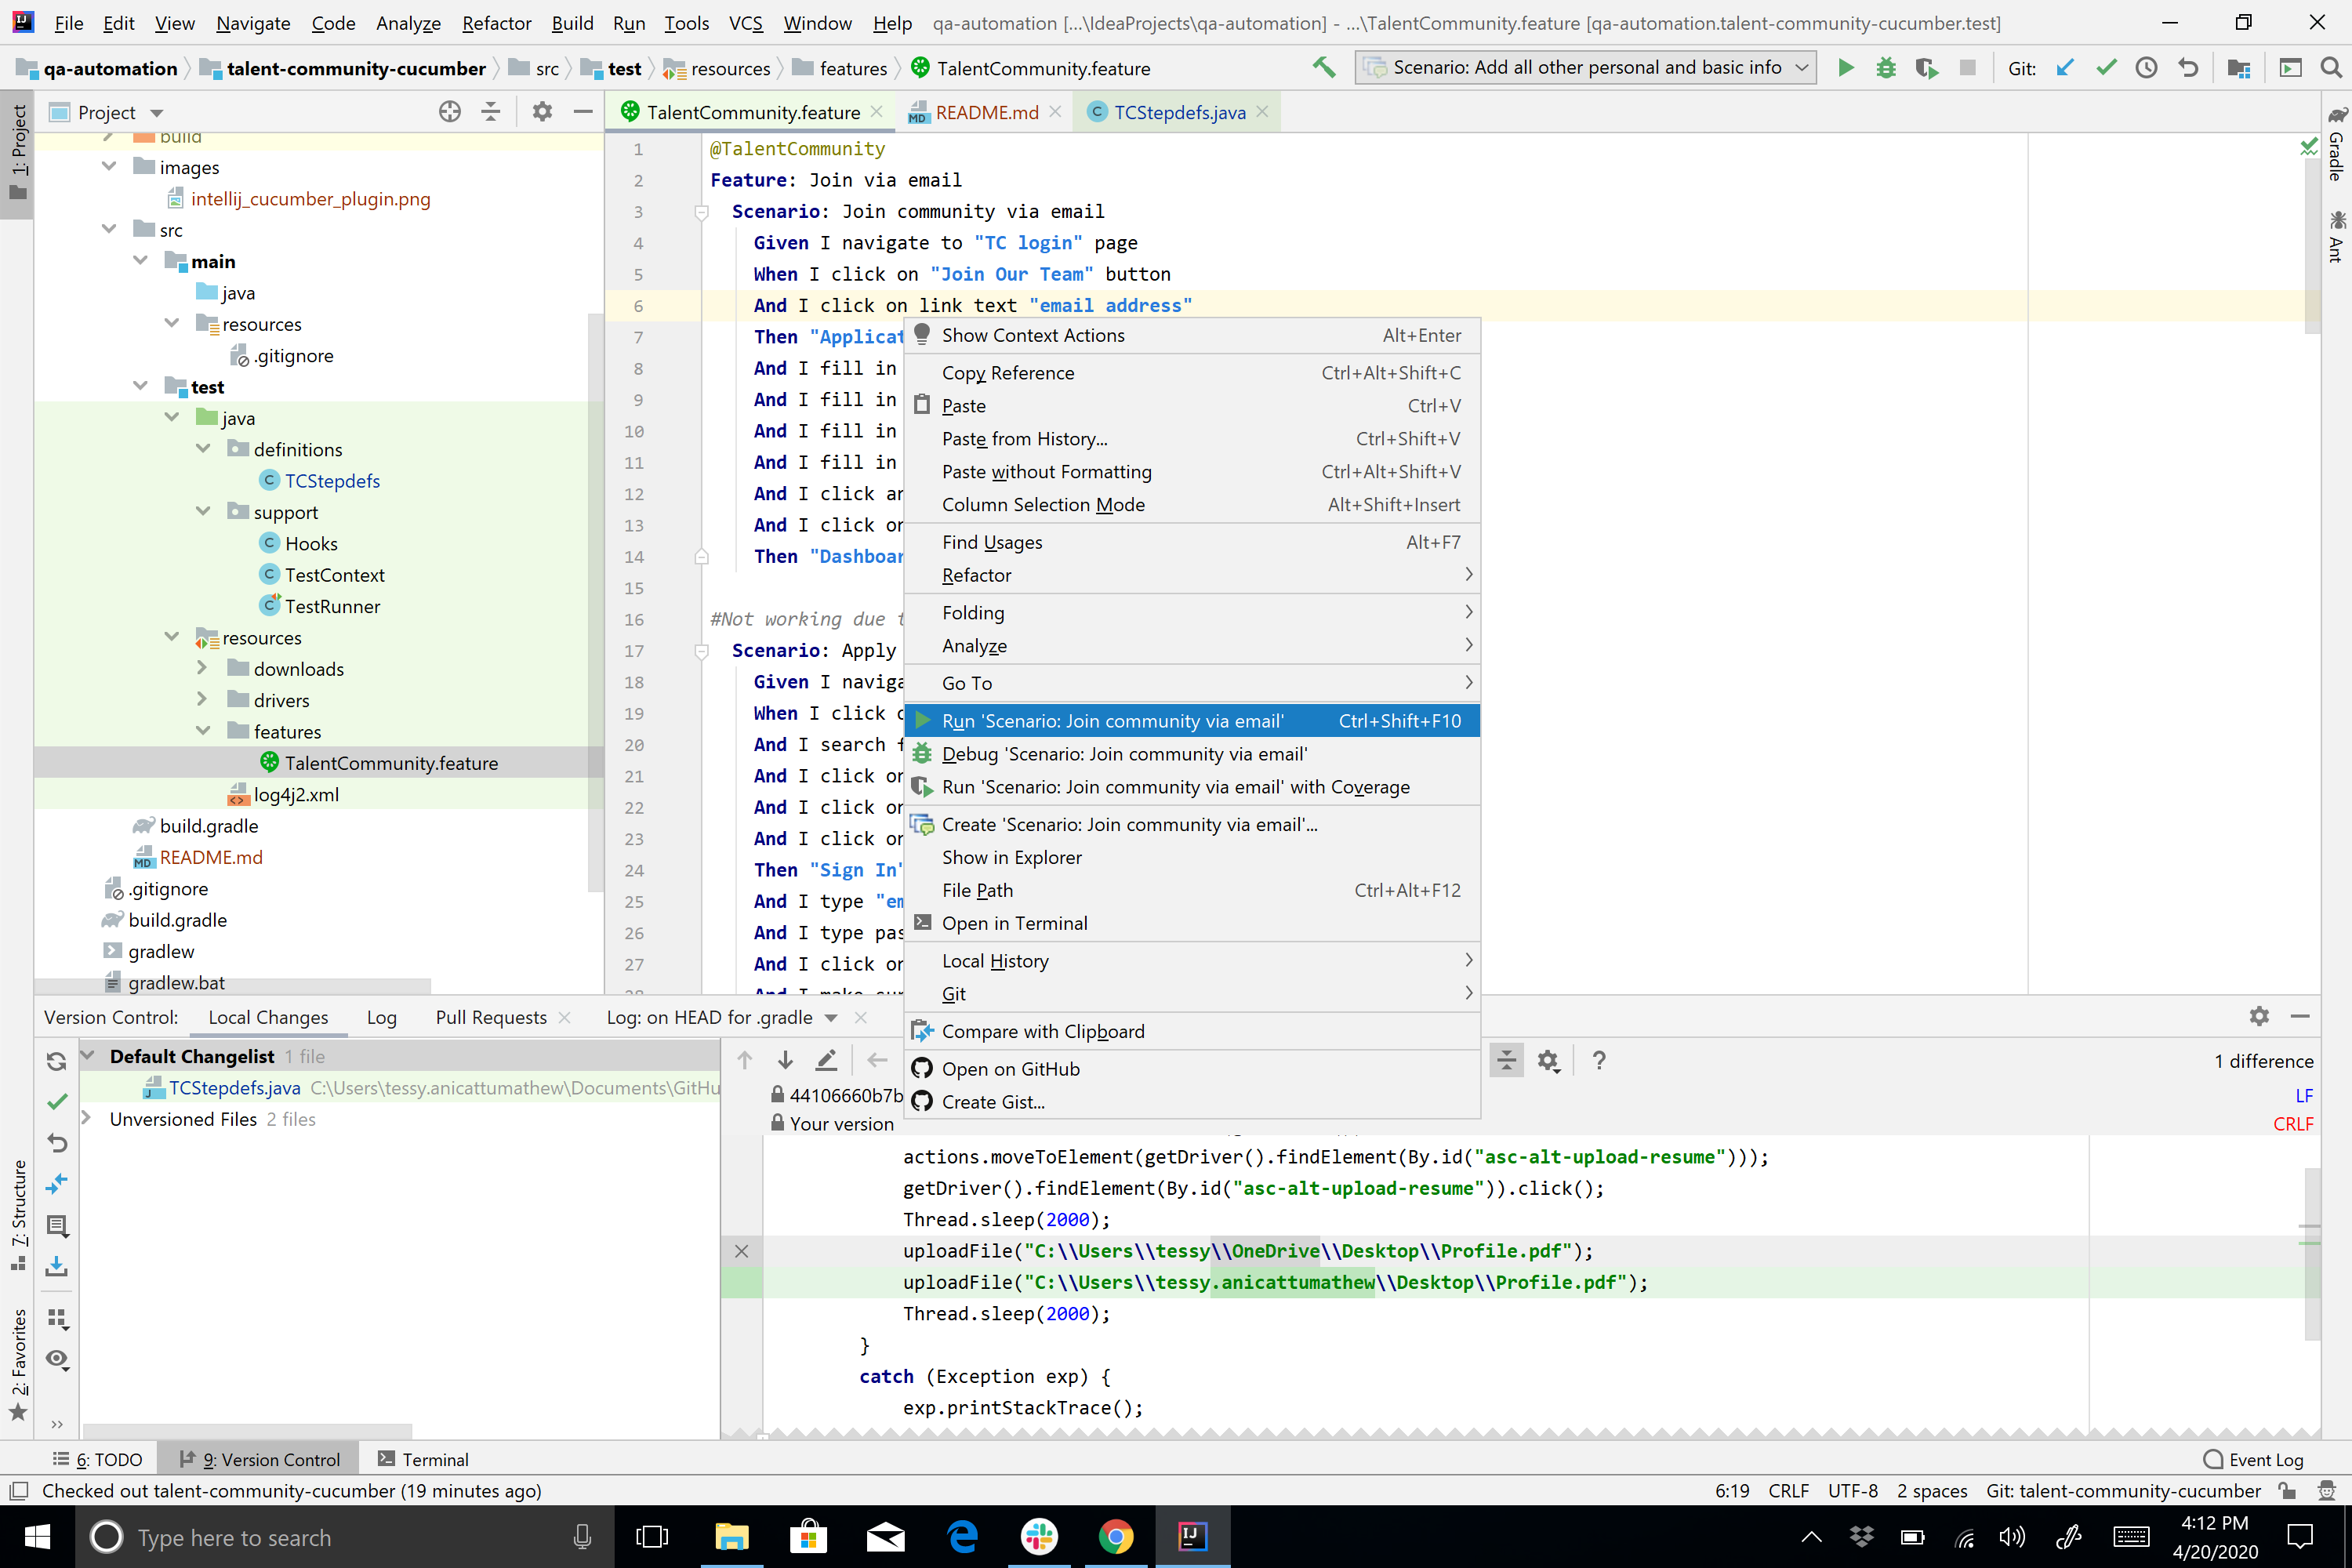 File Edit View Navigate Code Analyze Refactor Build Run Tools VCS Window Help qa-automation [...\IdeaProjects\qa-automation] - ...\TalentCommunity.feature [qa-automation.talent-community-cucumber.test]
qa-automation talent-community-cucumber src test resources features TalentCommunity.feature Scenario: Add all other personal and basic info Git:
1: Project
Project
build
images
intellij_cucumber_plugin.png
src
main
java
resources
.gitignore
test
java
definitions
TCStepdefs
support
Hooks
TestContext
TestRunner
resources
downloads
drivers
features
TalentCommunity.feature
log4j2.xml
build.gradle
README.md
.gitignore
build.gradle
gradlew
gradlew.bat
TalentCommunity.feature README.md TCStepdefs.java
1 @TalentCommunity
2 Feature: Join via email
3 Scenario: Join community via email
4 Given I navigate to "TC login" page
5 When I click on "Join Our Team" button
6 And I click on link text "email address"
7 Then "Applicat
8 And I fill in
9 And I fill in
10 And I fill in
11 And I fill in
12 And I click an
13 And I click on
14 Then "Dashboar
15
16 #Not working due t
17 Scenario: Apply
18 Given I naviga
19 When I click o
20 And I search f
21 And I click on
22 And I click on
23 And I click on
24 Then "Sign In"
25 And I type "em
26 And I type pas
27 And I click on
28 And I make sur
Show Context Actions Alt+Enter
Copy Reference Ctrl+Alt+Shift+C
Paste Ctrl+V
Paste from History... Ctrl+Shift+V
Paste without Formatting Ctrl+Alt+Shift+V
Column Selection Mode Alt+Shift+Insert
Find Usages Alt+F7
Refactor
Folding
Analyze
Go To
Run 'Scenario: Join community via email' Ctrl+Shift+F10
Debug 'Scenario: Join community via email'
Run 'Scenario: Join community via email' with Coverage
Create 'Scenario: Join community via email'...
Show in Explorer
File Path Ctrl+Alt+F12
Open in Terminal
Local History
Git
Compare with Clipboard
Open on GitHub
Create Gist...
Gradle
Ant
Version Control: Local Changes Log Pull Requests Log: on HEAD for .gradle
Default Changelist 1 file
TCStepdefs.java C:\Users\tessy.anicattumathew\Documents\GitHu
Unversioned Files 2 files
1 difference
44106660b7b LF
Your version CRLF
actions.moveToElement(getDriver().findElement(By.id("asc-alt-upload-resume")));
getDriver().findElement(By.id("asc-alt-upload-resume")).click();
Thread.sleep(2000);
uploadFile("C:\\Users\\tessy\\OneDrive\\Desktop\\Profile.pdf");
uploadFile("C:\\Users\\tessy.anicattumathew\\Desktop\\Profile.pdf");
Thread.sleep(2000);
}
catch (Exception exp) {
exp.printStackTrace();
7: Structure
2: Favorites
6: TODO 9: Version Control Terminal Event Log
Checked out talent-community-cucumber (19 minutes ago) 6:19 CRLF UTF-8 2 spaces Git: talent-community-cucumber
Type here to search
4:12 PM
4/20/2020